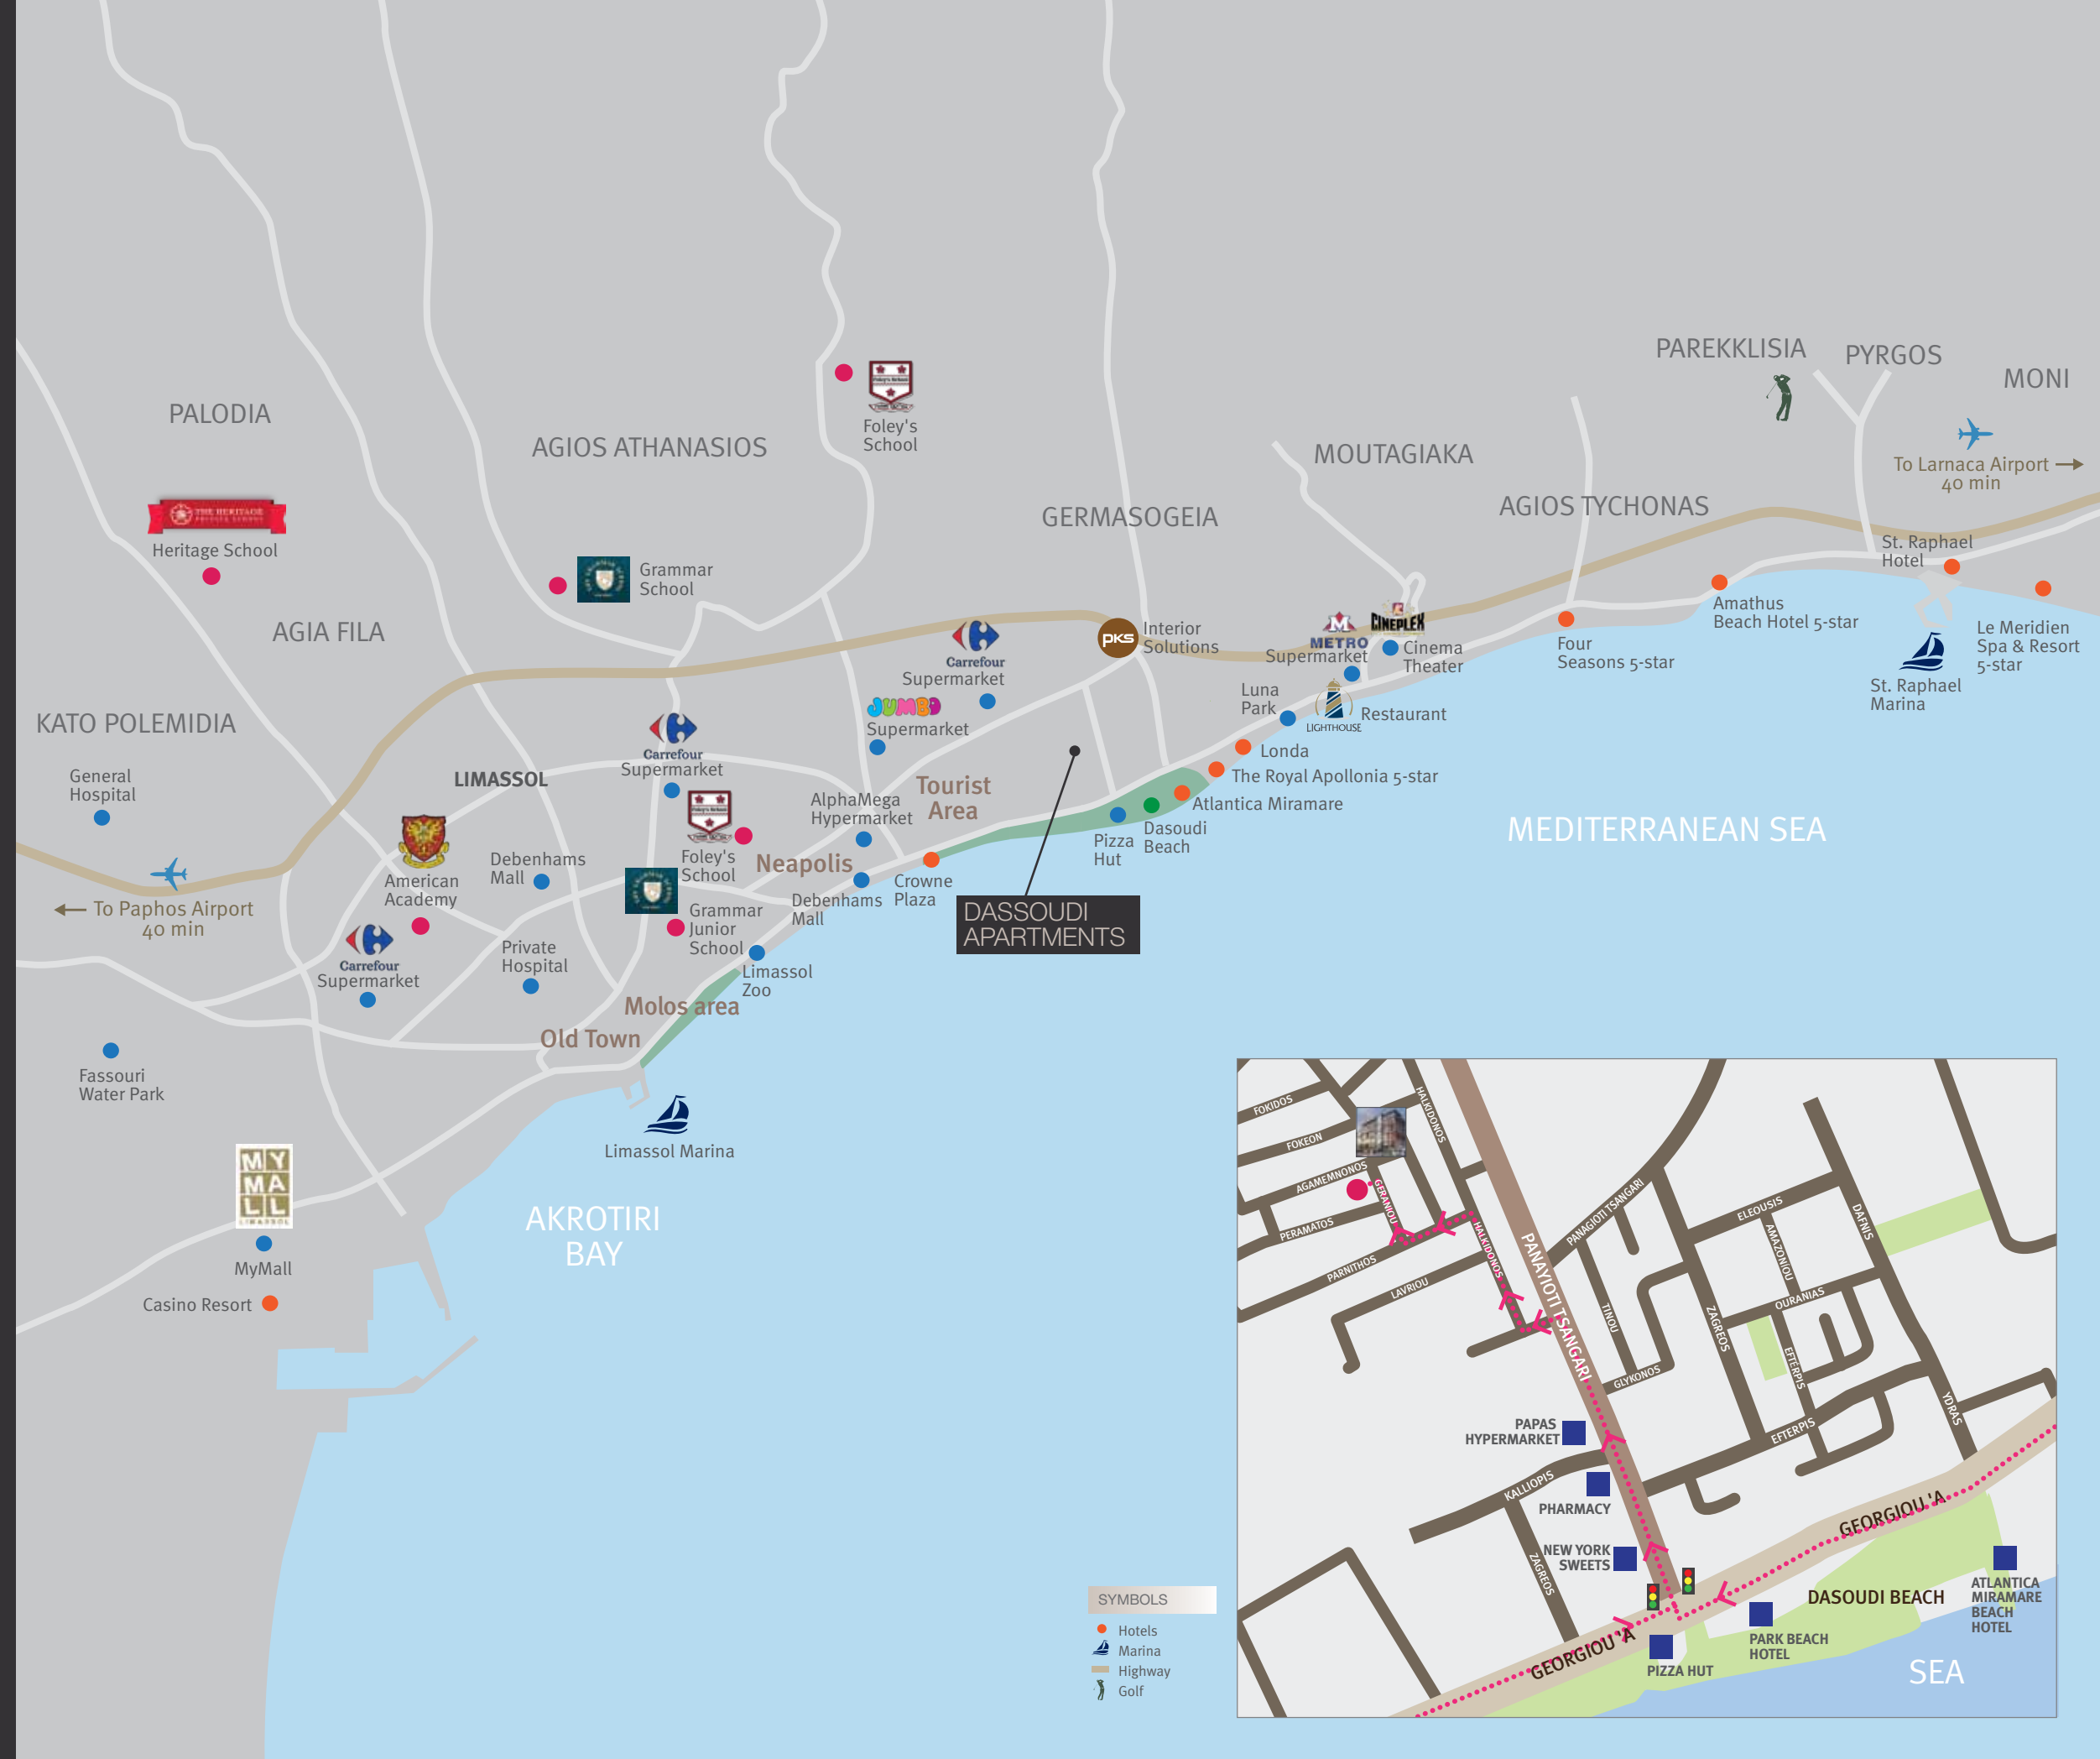 PAREKKLISIA
PYRGOS
MONI
PALODIA
Foley's
School
AGIOS ATHANASIOS
MOUTAGIAKA
To Larnaca Airport
40 min
THE HERITAGE
Heritage School
GERMASOGEIA
AGIOS TYCHONAS
St. Raphael
Hotel
Grammar
School
AGIA FILA
pks
Interior
Solutions
METRO
Supermarket
CINEPLEX
Cinema
Theater
Amathus
Beach Hotel 5-star
Four
Seasons 5-star
Le Meridien
Spa & Resort
5-star
St. Raphael
Marina
Carrefour
Supermarket
JUMBO
Supermarket
Luna
Park
LIGHTHOUSE
Restaurant
KATO POLEMIDIA
Carrefour
Supermarket
Londa
The Royal Apollonia 5-star
Atlantica Miramare
General
Hospital
LIMASSOL
Tourist
Area
AlphaMega
Hypermarket
MEDITERRANEAN SEA
Pizza
Hut
Dasoudi
Beach
Debenhams
Mall
Foley's
School
Neapolis
American
Academy
Debenhams
Mall
Crowne
Plaza
To Paphos Airport
40 min
Grammar
Junior
School
DASSOUDI
APARTMENTS
Carrefour
Supermarket
Private
Hospital
Limassol
Zoo
Molos area
Old Town
Fassouri
Water Park
Limassol Marina
MY
MA
LL
LIMASSOL
MyMall
AKROTIRI
BAY
Casino Resort
SYMBOLS
Hotels
Marina
Highway
Golf
FOKIDOS
HALKIDONOS
FOKEON
AGAMEMNONOS
GERANIOU
PERAMATOS
PARNITHOS
HALKIDONOS
LAVRIOU
PANAYIOTI TSANGARI
PANAGIOTI TSANGARI
ELEOUSIS
DAFNIS
AMAZONIOU
TINOU
ZAGREOS
OURANIAS
EFTERPIS
GLYKONOS
YDRAS
EFTERPIS
PAPAS
HYPERMARKET
KALLIOPIS
PHARMACY
ZAGREOS
NEW YORK
SWEETS
GEORGIOU 'A
DASOUDI BEACH
ATLANTICA
MIRAMARE
BEACH
HOTEL
GEORGIOU 'A
PARK BEACH
HOTEL
PIZZA HUT
SEA